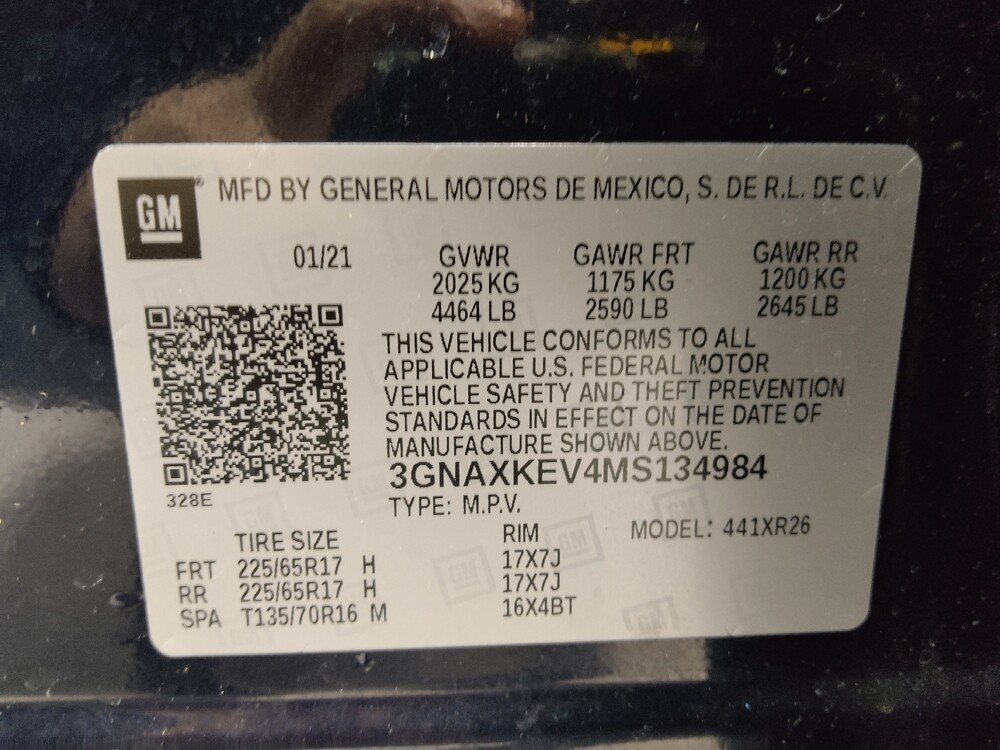 GM® MFD BY GENERAL MOTORS DE MEXICO, S. DE R.L. DE C.V.
01/21 GVWR GAWR FRT GAWR RR
2025 KG 1175 KG 1200 KG
4464 LB 2590 LB 2645 LB
THIS VEHICLE CONFORMS TO ALL
APPLICABLE U.S. FEDERAL MOTOR
VEHICLE SAFETY AND THEFT PREVENTION
STANDARDS IN EFFECT ON THE DATE OF
MANUFACTURE SHOWN ABOVE.
3GNAXKEV4MS134984
328E
TYPE: M.P.V.
TIRE SIZE RIM MODEL: 441XR26
FRT 225/65R17 H 17X7J
RR 225/65R17 H 17X7J
SPA T135/70R16 M 16X4BT